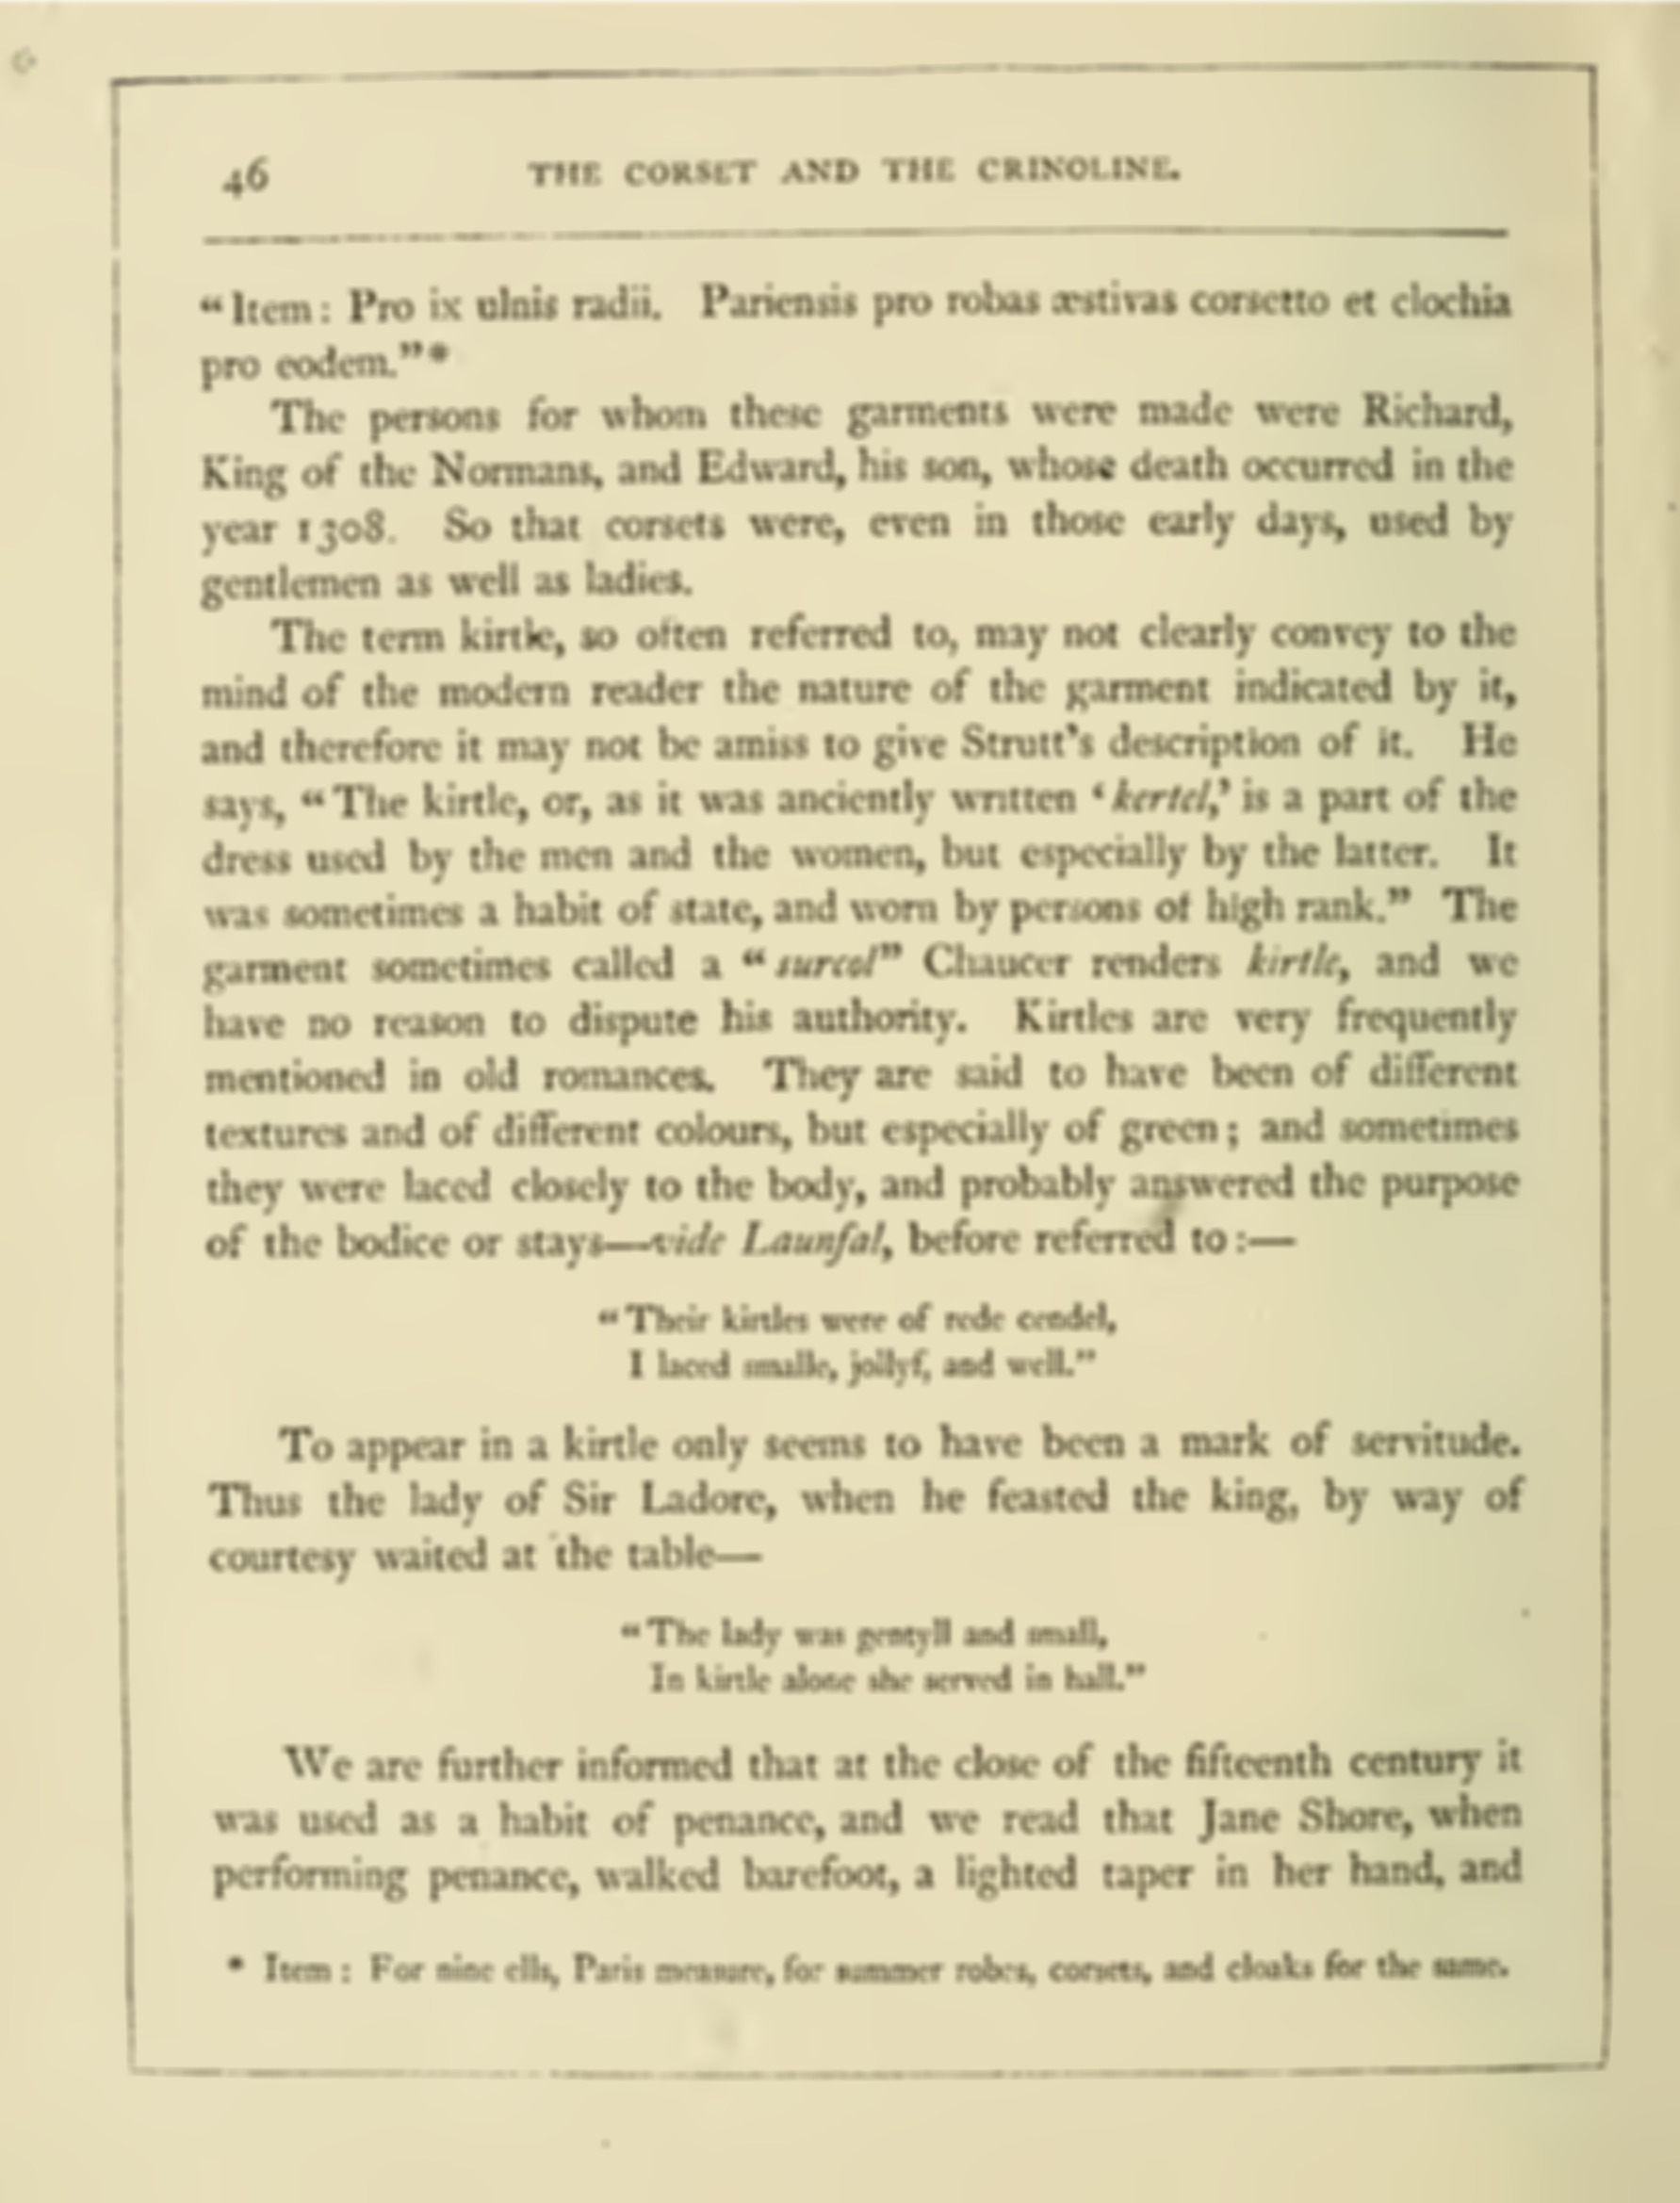 46 THE CORSET AND THE CRINOLINE.
“Item: Pro ix ulnis radii. Pariensis pro robas æstivas corsetto et clochia
pro eodem.”*
The persons for whom these garments were made were Richard,
King of the Normans, and Edward, his son, whose death occurred in the
year 1308. So that corsets were, even in those early days, used by
gentlemen as well as ladies.
The term kirtle, so often referred to, may not clearly convey to the
mind of the modern reader the nature of the garment indicated by it,
and therefore it may not be amiss to give Strutt’s description of it. He
says, “The kirtle, or, as it was anciently written ‘kertel,’ is a part of the
dress used by the men and the women, but especially by the latter. It
was sometimes a habit of state, and worn by persons of high rank.” The
garment sometimes called a “surcol” Chaucer renders kirtle, and we
have no reason to dispute his authority. Kirtles are very frequently
mentioned in old romances. They are said to have been of different
textures and of different colours, but especially of green; and sometimes
they were laced closely to the body, and probably answered the purpose
of the bodice or stays—vide Launfal, before referred to:—
“Their kirtles were of rede cendel,
I laced smalle, jollyf, and well.”
To appear in a kirtle only seems to have been a mark of servitude.
Thus the lady of Sir Ladore, when he feasted the king, by way of
courtesy waited at the table—
“The lady was gentyll and small,
In kirtle alone she served in hall.”
We are further informed that at the close of the fifteenth century it
was used as a habit of penance, and we read that Jane Shore, when
performing penance, walked barefoot, a lighted taper in her hand, and
* Item: For nine ells, Paris measure, for summer robes, corsets, and cloaks for the same.